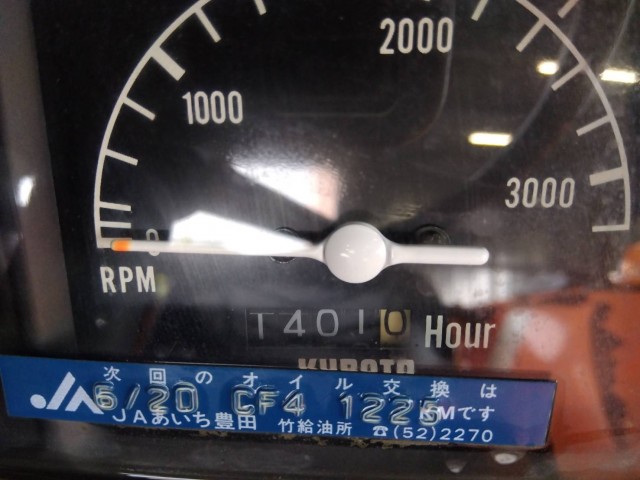 2000
1000
3000
0
RPM
T4010 Hour
KUBOTA
次回のオイル交換は
JA 6/20 CF4 1225 KMです
JAあいち豊田 竹給油所 ☎(52)2270